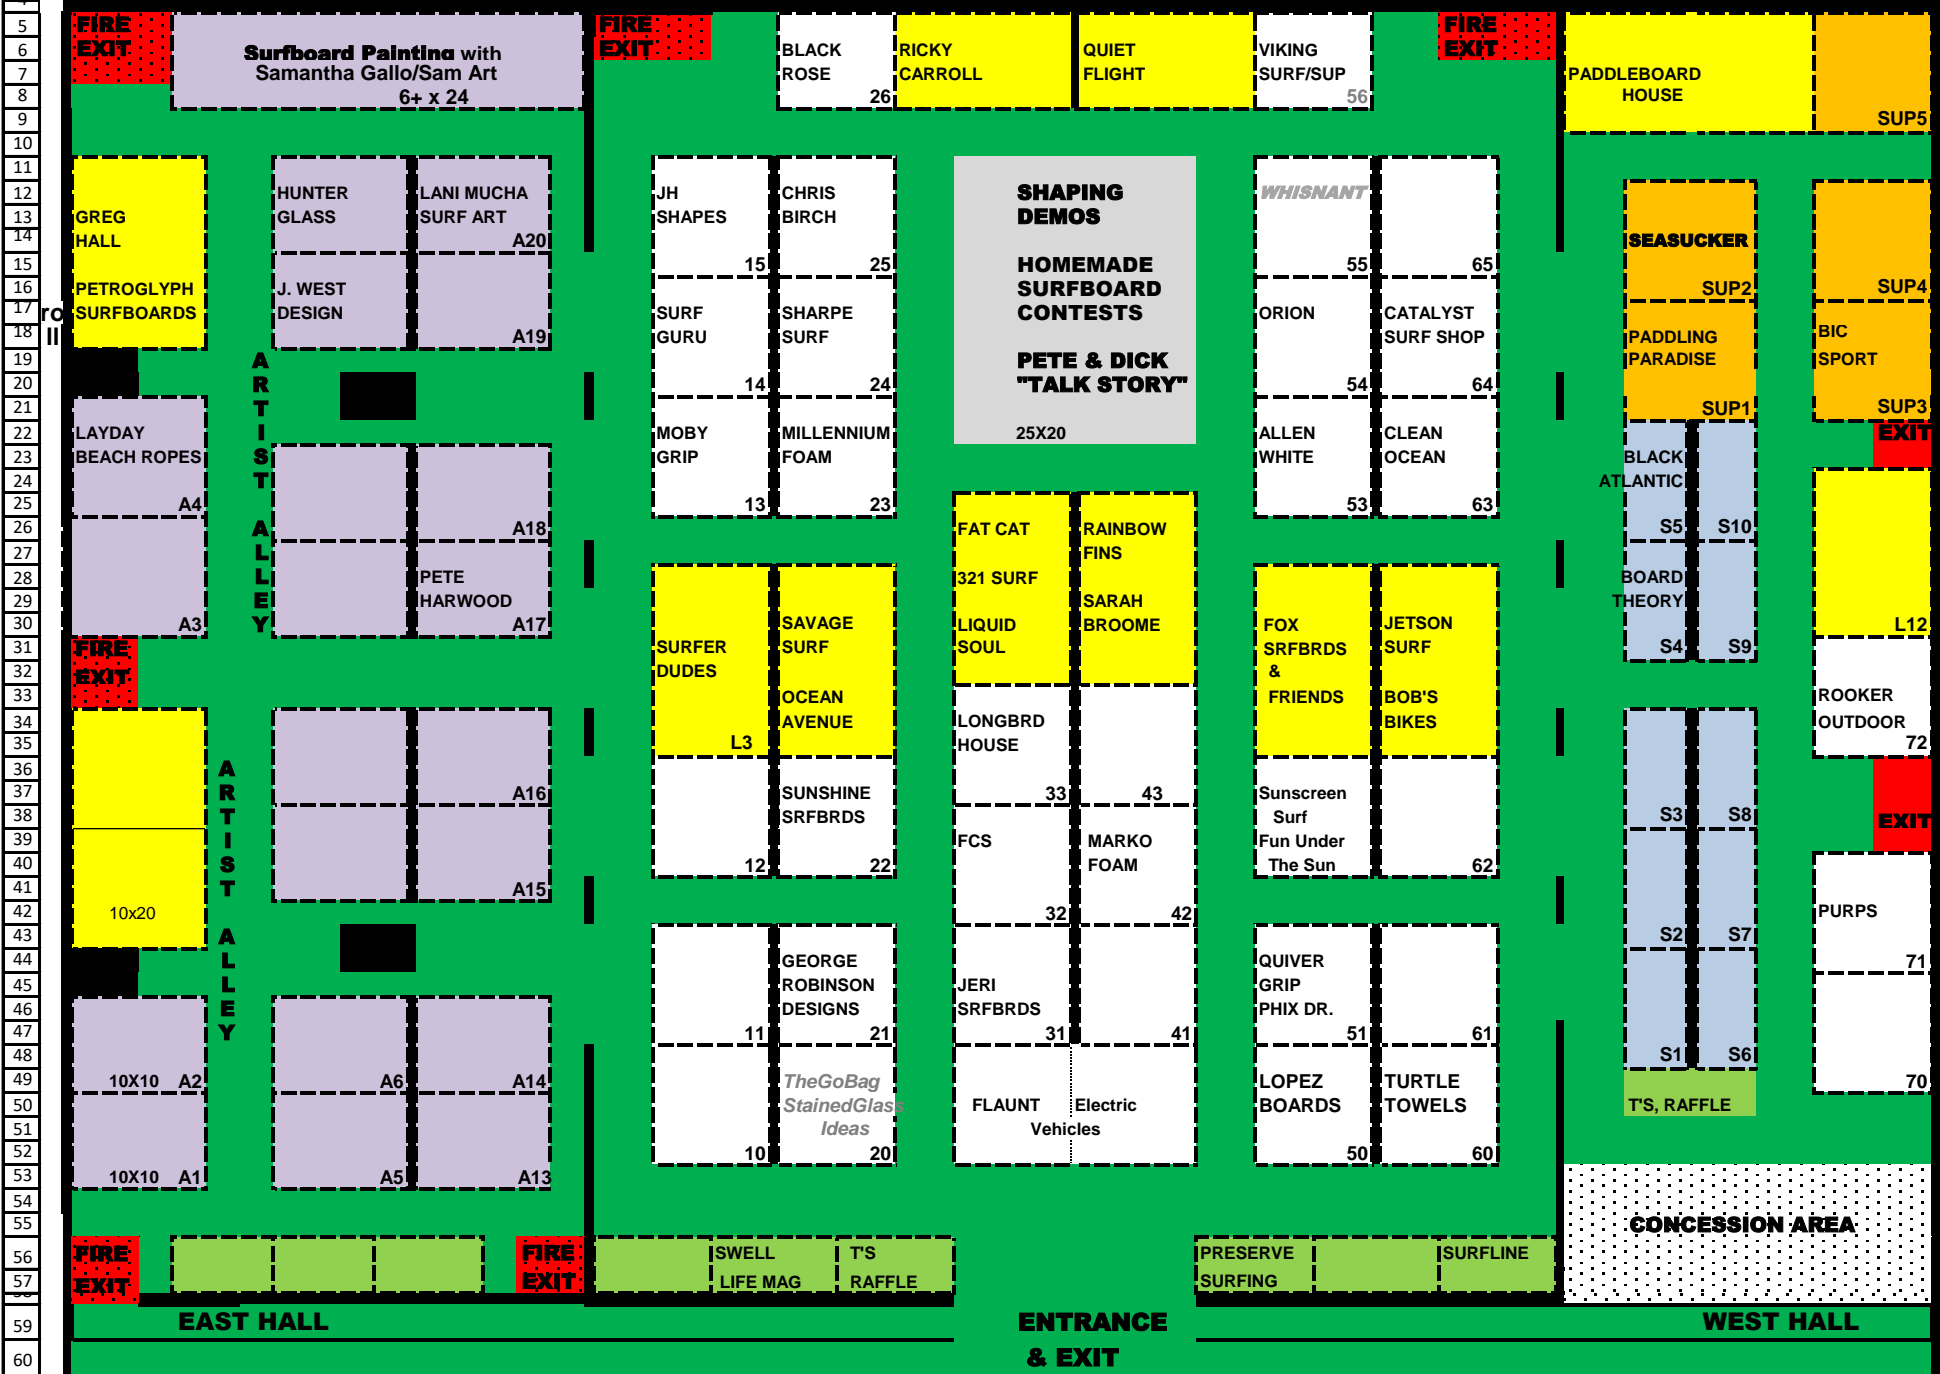 5
6
7
8
9
10
11
12
13
14
15
16
17
18
19
20
21
22
23
24
25
26
27
28
29
30
31
32
33
34
35
36
37
38
39
40
41
42
43
44
45
46
47
48
49
50
51
52
53
54
55
56
57
59
60
ro
ll
FIRE
EXIT
Surfboard Painting with
Samantha Gallo/Sam Art
6+ x 24
FIRE
EXIT
BLACK
ROSE
26
RICKY
CARROLL
QUIET
FLIGHT
VIKING
SURF/SUP
56
FIRE
EXIT
PADDLEBOARD
HOUSE
SUP5
GREG
HALL
PETROGLYPH
SURFBOARDS
HUNTER
GLASS
LANI MUCHA
SURF ART
A20
J. WEST
DESIGN
A19
ARTIST ALLEY
LAYDAY
BEACH ROPES
A4
A3
A18
PETE
HARWOOD
A17
FIRE
EXIT
10x20
ARTIST ALLEY
A16
A15
10X10 A2
10X10 A1
A6
A14
A5
A13
FIRE
EXIT
FIRE
EXIT
JH
SHAPES
15
CHRIS
BIRCH
25
SURF
GURU
14
SHARPE
SURF
24
MOBY
GRIP
13
MILLENNIUM
FOAM
23
SURFER
DUDES
L3
SAVAGE
SURF
OCEAN
AVENUE
12
SUNSHINE
SRFBRDS
22
11
GEORGE
ROBINSON
DESIGNS
21
10
TheGoBag
StainedGlass
Ideas
20
SHAPING
DEMOS
HOMEMADE
SURFBOARD
CONTESTS
PETE & DICK
"TALK STORY"
25X20
FAT CAT
321 SURF
LIQUID
SOUL
RAINBOW
FINS
SARAH
BROOME
LONGBRD
HOUSE
33
43
FCS
32
MARKO
FOAM
42
JERI
SRFBRDS
31
41
FLAUNT Electric
Vehicles
WHISNANT
55
65
ORION
54
CATALYST
SURF SHOP
64
ALLEN
WHITE
53
CLEAN
OCEAN
63
FOX
SRFBRDS
&
FRIENDS
JETSON
SURF
BOB'S
BIKES
Sunscreen
Surf
Fun Under
The Sun
62
QUIVER
GRIP
PHIX DR.
51
61
LOPEZ
BOARDS
50
TURTLE
TOWELS
60
SEASUCKER
SUP2
SUP4
PADDLING
PARADISE
SUP1
BIC
SPORT
SUP3
EXIT
BLACK
ATLANTIC
S5
S10
BOARD
THEORY
S4
S9
L12
ROOKER
OUTDOOR
72
S3
S8
EXIT
S2
S7
PURPS
71
S1
S6
70
T'S, RAFFLE
CONCESSION AREA
SWELL
LIFE MAG
T'S
RAFFLE
PRESERVE
SURFING
SURFLINE
EAST HALL
ENTRANCE
& EXIT
WEST HALL